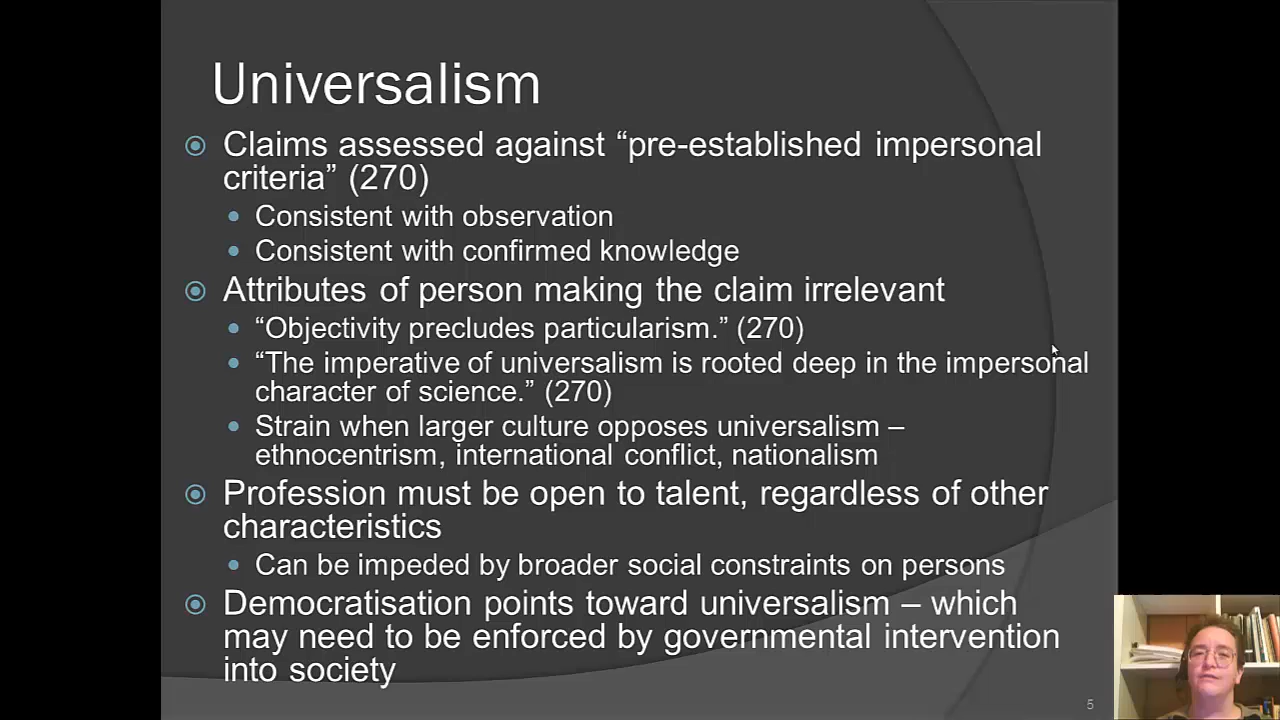 Universalism
Claims assessed against “pre-established impersonal
criteria” (270)
Consistent with observation
Consistent with confirmed knowledge
Attributes of person making the claim irrelevant
“Objectivity precludes particularism.” (270)
“The imperative of universalism is rooted deep in the impersonal
character of science.” (270)
Strain when larger culture opposes universalism –
ethnocentrism, international conflict, nationalism
Profession must be open to talent, regardless of other
characteristics
Can be impeded by broader social constraints on persons
Democratisation points toward universalism – which
may need to be enforced by governmental intervention
into society
5